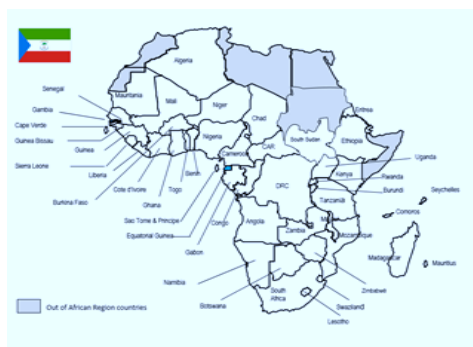 Algeria
Senegal
Mauritania
Mali
Niger
Gambia
Chad
Eritrea
Cape Verde
Guinea Bissau
Nigeria
South Sudan
Ethiopia
Guinea
CAR
Uganda
Sierra Leone
Cameroon
Liberia
Benin
Kenya
Rwanda
Cote d'Ivoire
Togo
DRC
Burundi
Burkina Faso
Seychelles
Ghana
Tanzania
Sao Tome & Principe
Comoros
Equatorial Guinea
Congo
Angola
Zambia
Mozambique
Gabon
Madagascar
Mauritius
Namibia
Zimbabwe
South
Africa
Botswana
Swaziland
Out of African Region countries
Lesotho